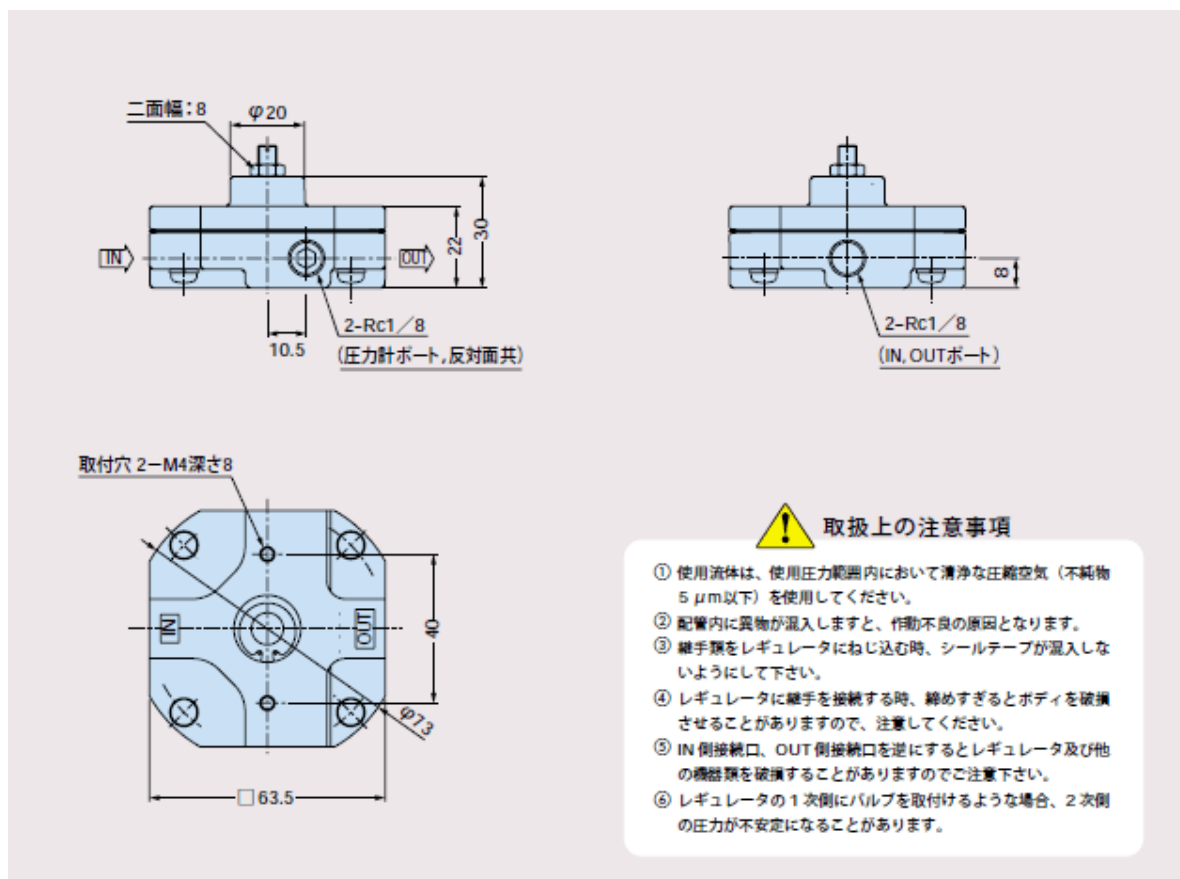 二面幅：8
φ20
IN
OUT
22
30
10.5
2-Rc1／8
(圧力計ポート,反対面共)
8
2-Rc1／8
(IN,OUTポート)
取付穴 2－M4深さ8
IN
OUT
40
φ73
□63.5
取扱上の注意事項
① 使用流体は、使用圧力範囲内において清浄な圧縮空気（不純物
5 μm以下）を使用してください。
② 配管内に異物が混入しますと、作動不良の原因となります。
③ 継手類をレギュレータにねじ込む時、シールテープが混入しな
いようにして下さい。
④ レギュレータに継手を接続する時、締めすぎるとボディを破損
させることがありますので、注意してください。
⑤ IN 側接続口、OUT 側接続口を逆にするとレギュレータ及び他
の機器類を破損することがありますのでご注意下さい。
⑥ レギュレータの 1 次側にバルブを取付けるような場合、2 次側
の圧力が不安定になることがあります。